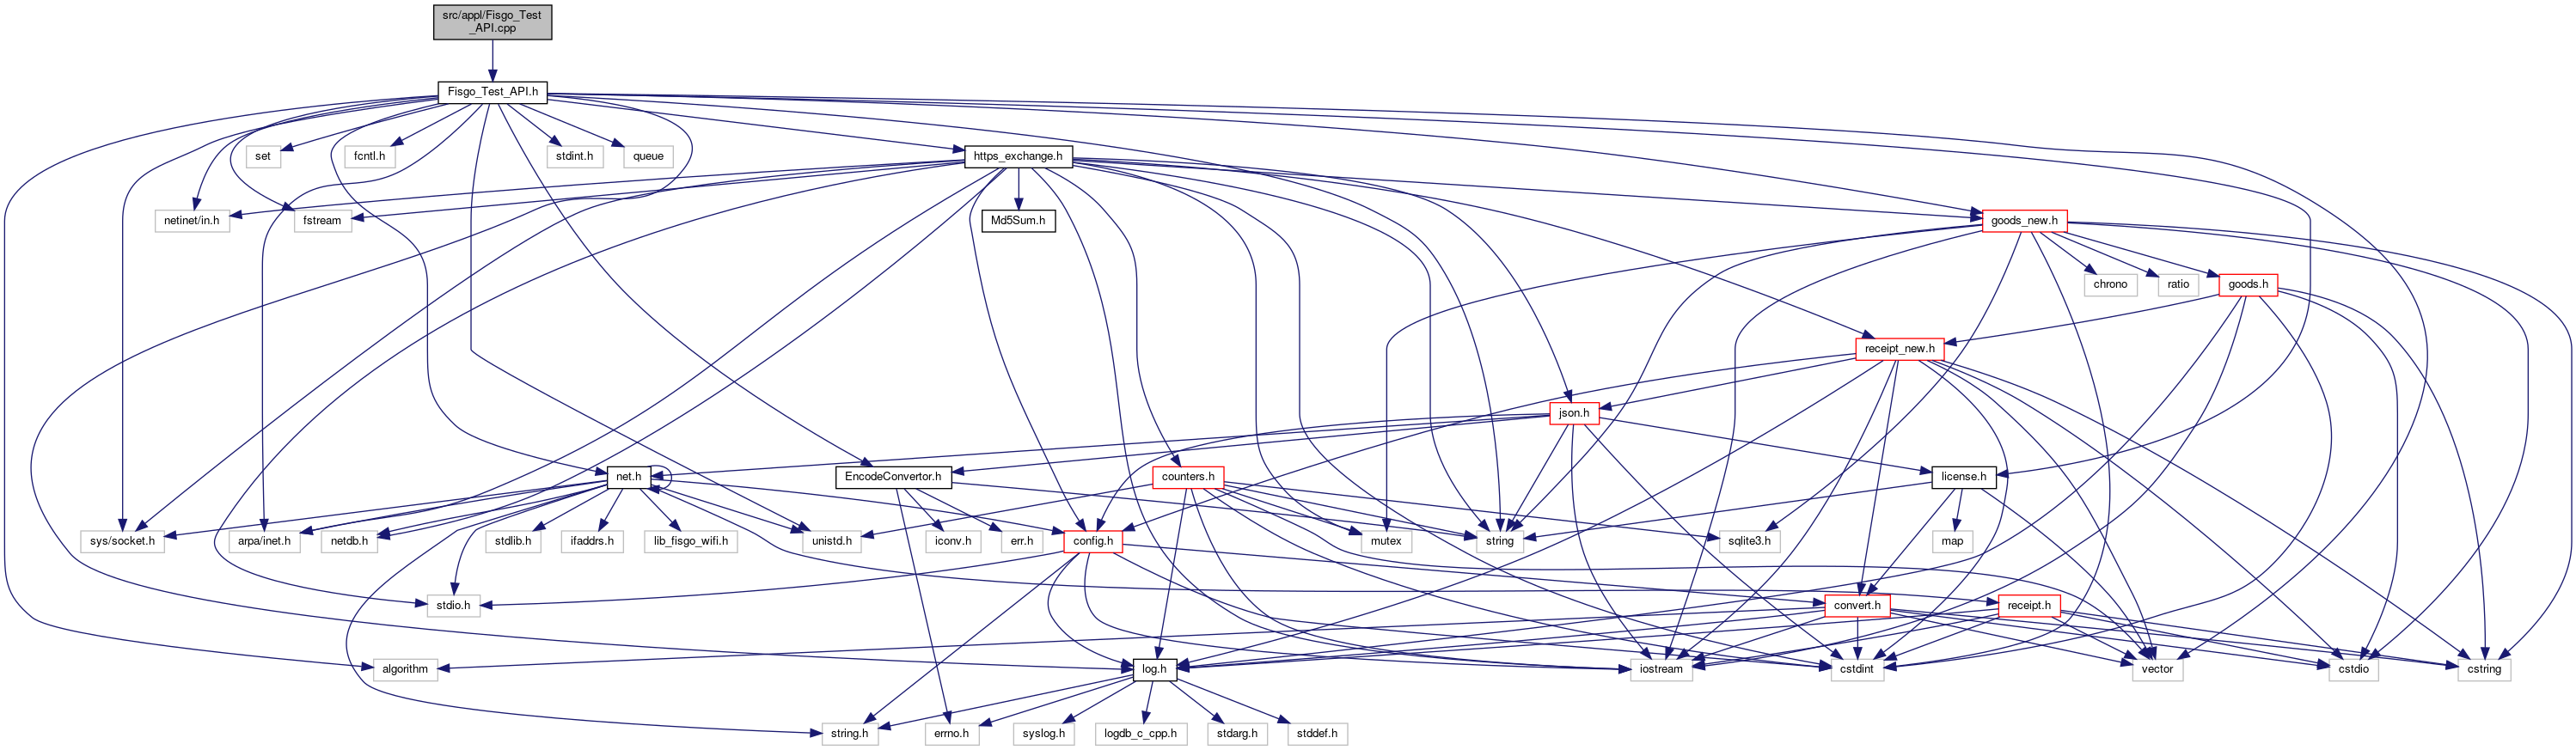 src/appl/Fisgo_Test
_API.cpp
Fisgo_Test_API.h
set
fcntl.h
stdint.h
queue
https_exchange.h
netinet/in.h
fstream
Md5Sum.h
goods_new.h
chrono
ratio
goods.h
receipt_new.h
json.h
net.h
EncodeConvertor.h
counters.h
license.h
sys/socket.h
arpa/inet.h
netdb.h
stdlib.h
ifaddrs.h
lib_fisgo_wifi.h
unistd.h
iconv.h
err.h
config.h
mutex
string
sqlite3.h
map
stdio.h
convert.h
receipt.h
algorithm
log.h
iostream
cstdint
vector
cstdio
cstring
string.h
errno.h
syslog.h
logdb_c_cpp.h
stdarg.h
stddef.h